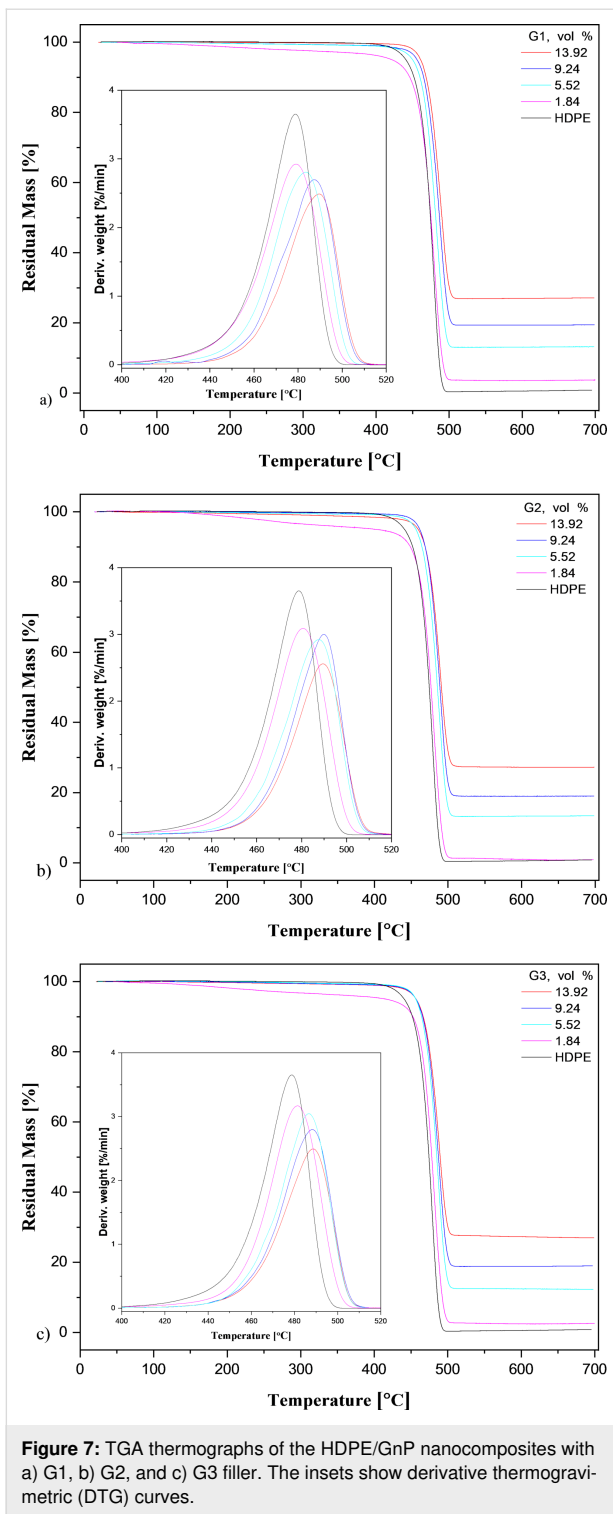 G1, vol %
13.92
9.24
5.52
1.84
HDPE
100
80
60
40
20
0
Residual Mass [%]
4
3
2
1
0
Deriv. weight [%/min]
400 420 440 460 480 500 520
Temperature [°C]
a)
0 100 200 300 400 500 600 700
Temperature [°C]
G2, vol %
13.92
9.24
5.52
1.84
HDPE
100
80
60
40
20
0
Residual Mass [%]
4
3
2
1
0
Deriv. weight [%/min]
400 420 440 460 480 500 520
Temperature [°C]
b)
0 100 200 300 400 500 600 700
Temperature [°C]
G3, vol %
13.92
9.24
5.52
1.84
HDPE
100
80
60
40
20
0
Residual Mass [%]
4
3
2
1
0
Deriv. weight [%/min]
400 420 440 460 480 500 520
Temperature [°C]
c)
0 100 200 300 400 500 600 700
Temperature [°C]
Figure 7: TGA thermographs of the HDPE/GnP nanocomposites with
a) G1, b) G2, and c) G3 filler. The insets show derivative thermogravi-
metric (DTG) curves.